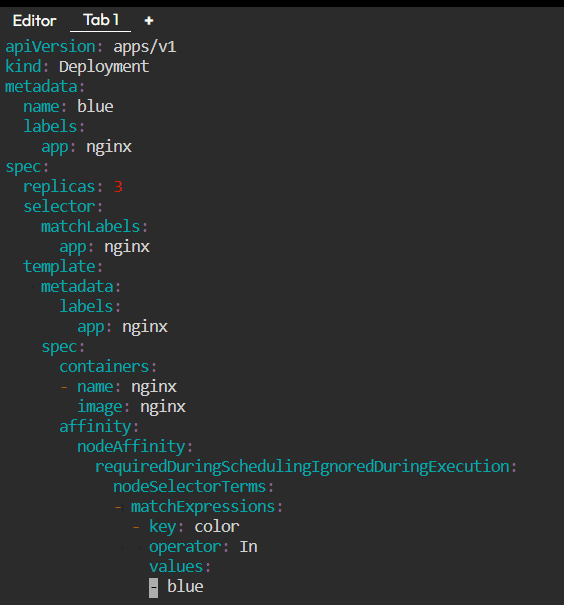 Editor Tab 1 +
apiVersion: apps/v1
kind: Deployment
metadata:
  name: blue
  labels:
    app: nginx
spec:
  replicas: 3
  selector:
    matchLabels:
      app: nginx
  template:
    metadata:
      labels:
        app: nginx
    spec:
      containers:
      - name: nginx
        image: nginx
      affinity:
        nodeAffinity:
          requiredDuringSchedulingIgnoredDuringExecution:
            nodeSelectorTerms:
            - matchExpressions:
              - key: color
                operator: In
                values:
                - blue